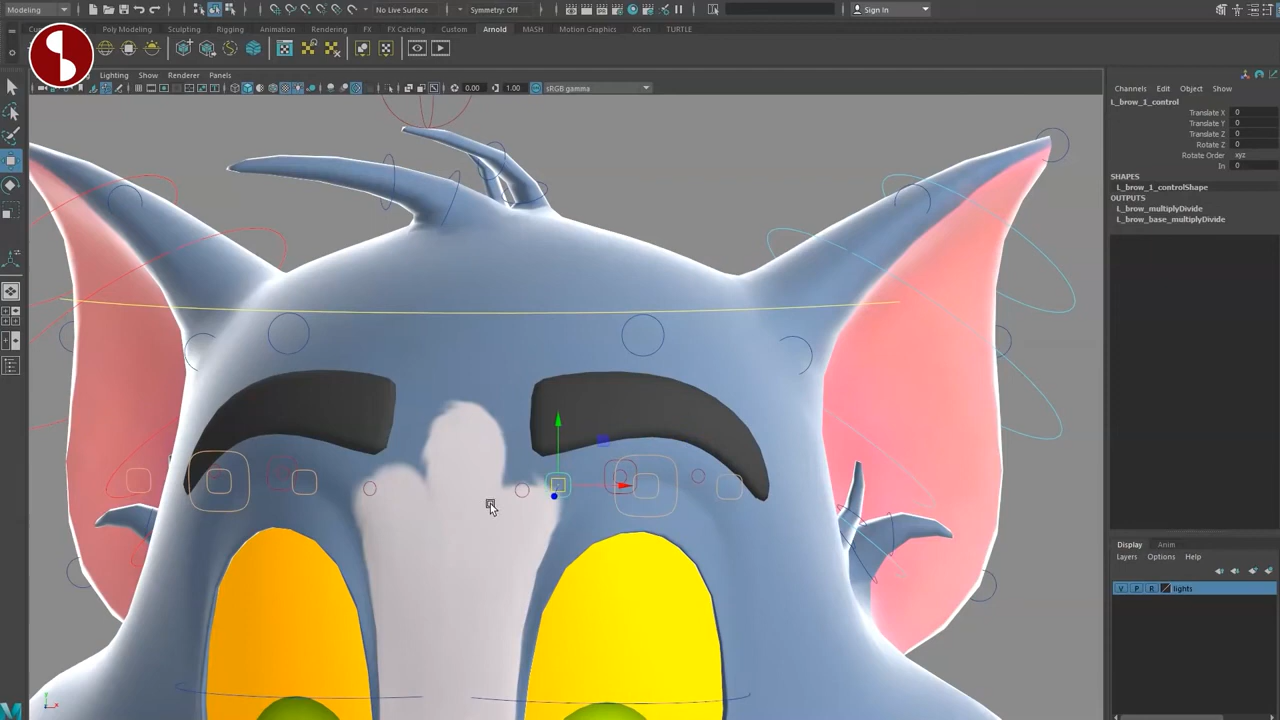 Modeling
No Live Surface
Symmetry: Off
Sign In
Poly Modeling
Sculpting
Rigging
Animation
Rendering
FX
FX Caching
Custom
Arnold
MASH
Motion Graphics
XGen
TURTLE
Lighting
Show
Renderer
Panels
0.00
1.00
sRGB gamma
Channels
Edit
Object
Show
L_brow_1_control
Translate X 0
Translate Y 0
Translate Z 0
Rotate Z 0
Rotate Order xyz
In 0
SHAPES
L_brow_1_controlShape
OUTPUTS
L_brow_multiplyDivide
L_brow_base_multiplyDivide
Display
Anim
Layers
Options
Help
V P R lights